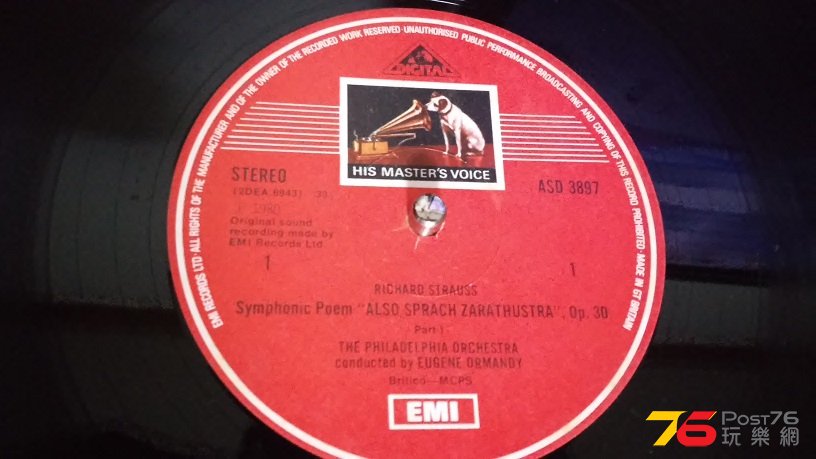 EMI RECORDS LTD · ALL RIGHTS OF THE MANUFACTURER AND OF THE OWNER OF THE RECORDED WORK RESERVED · UNAUTHORISED PUBLIC PERFORMANCE BROADCASTING AND COPYING OF THIS RECORD PROHIBITED · MADE IN GT BRITAIN
DIGITAL
HIS MASTER'S VOICE
STEREO
ASD 3897
1980
Original sound
recording made by
EMI Records Ltd.
1
1
RICHARD STRAUSS
Symphonic Poem "ALSO SPRACH ZARATHUSTRA", Op. 30
Part 1
THE PHILADELPHIA ORCHESTRA
conducted by EUGENE ORMANDY
Britico—MCPS
EMI
76 Post76
玩樂網